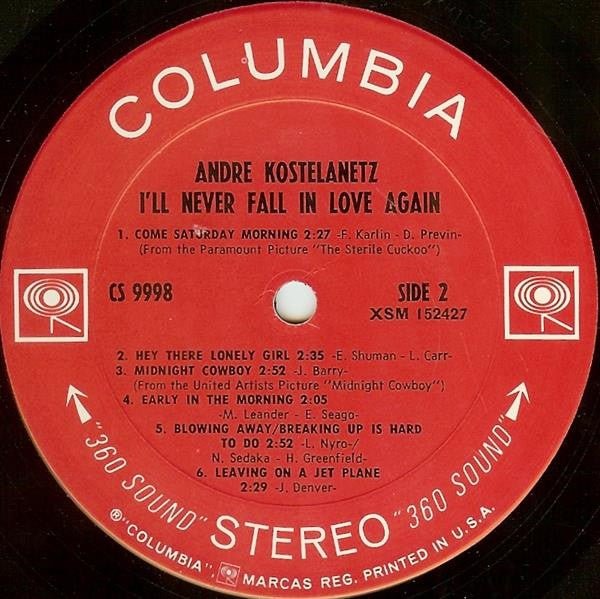 COLUMBIA
ANDRE KOSTELANETZ
I'LL NEVER FALL IN LOVE AGAIN
1. COME SATURDAY MORNING 2:27 -F. Karlin - D. Previn-
(From the Paramount Picture "The Sterile Cuckoo")
CS 9998
SIDE 2
XSM 152427
2. HEY THERE LONELY GIRL 2:35 -E. Shuman - L. Carr-
3. MIDNIGHT COWBOY 2:52 -J. Barry-
(From the United Artists Picture "Midnight Cowboy")
4. EARLY IN THE MORNING 2:05
-M. Leander - E. Seago-
5. BLOWING AWAY/BREAKING UP IS HARD
TO DO 2:52 -L. Nyro-/
N. Sedaka - H. Greenfield-
6. LEAVING ON A JET PLANE
2:29 -J. Denver-
"360 SOUND" STEREO "360 SOUND"
®"COLUMBIA", MARCAS REG. PRINTED IN U.S.A.